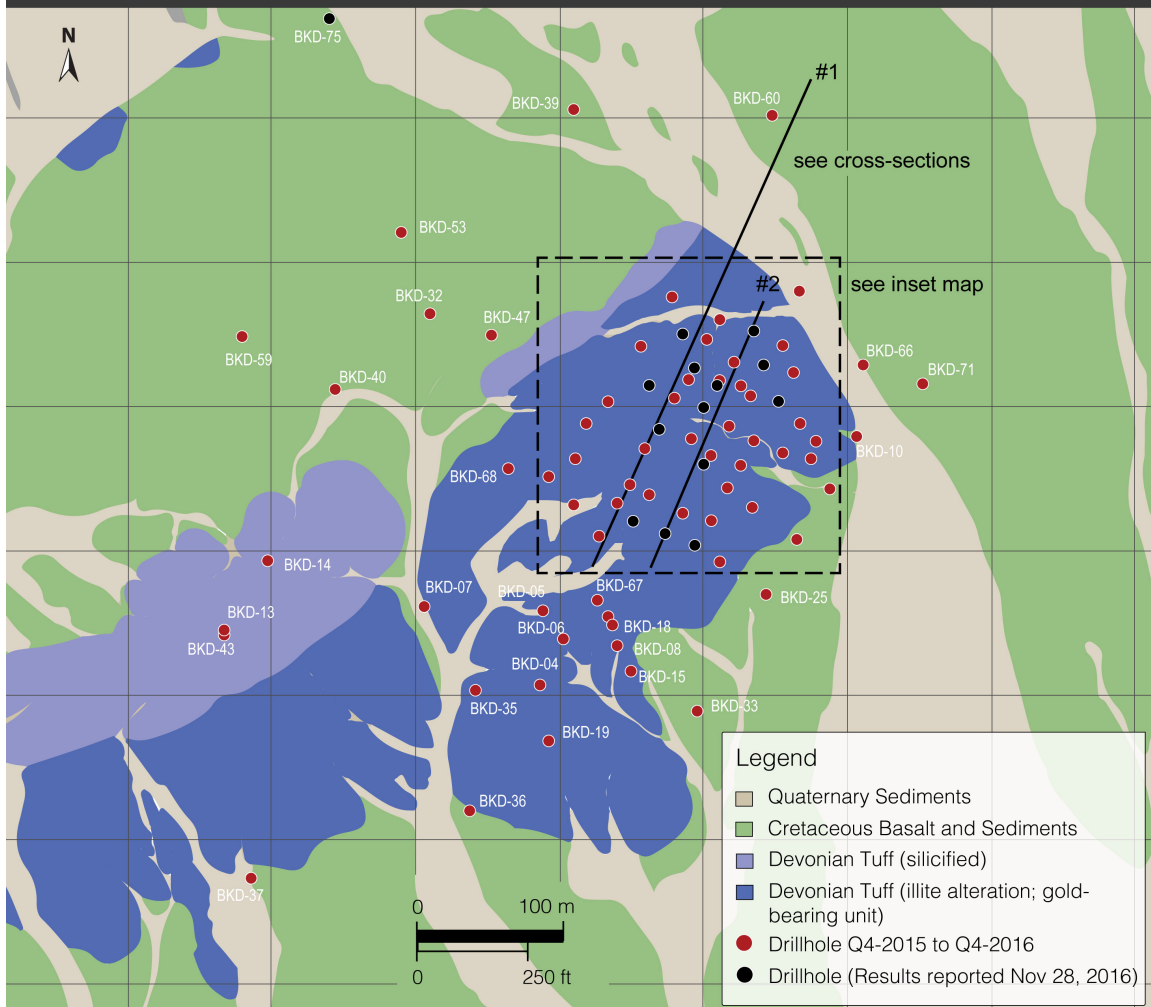 N
BKD-75
#1
BKD-39
BKD-60
see cross-sections
BKD-53
#2
see inset map
BKD-32
BKD-47
BKD-59
BKD-66
BKD-71
BKD-40
BKD-10
BKD-68
BKD-14
BKD-07
BKD-05
BKD-67
BKD-25
BKD-13
BKD-06
BKD-18
BKD-43
BKD-08
BKD-04
BKD-15
BKD-35
BKD-33
BKD-19
BKD-36
BKD-37
0
100 m
0
250 ft
Legend
Quaternary Sediments
Cretaceous Basalt and Sediments
Devonian Tuff (silicified)
Devonian Tuff (illite alteration; gold-
bearing unit)
Drillhole Q4-2015 to Q4-2016
Drillhole (Results reported Nov 28, 2016)